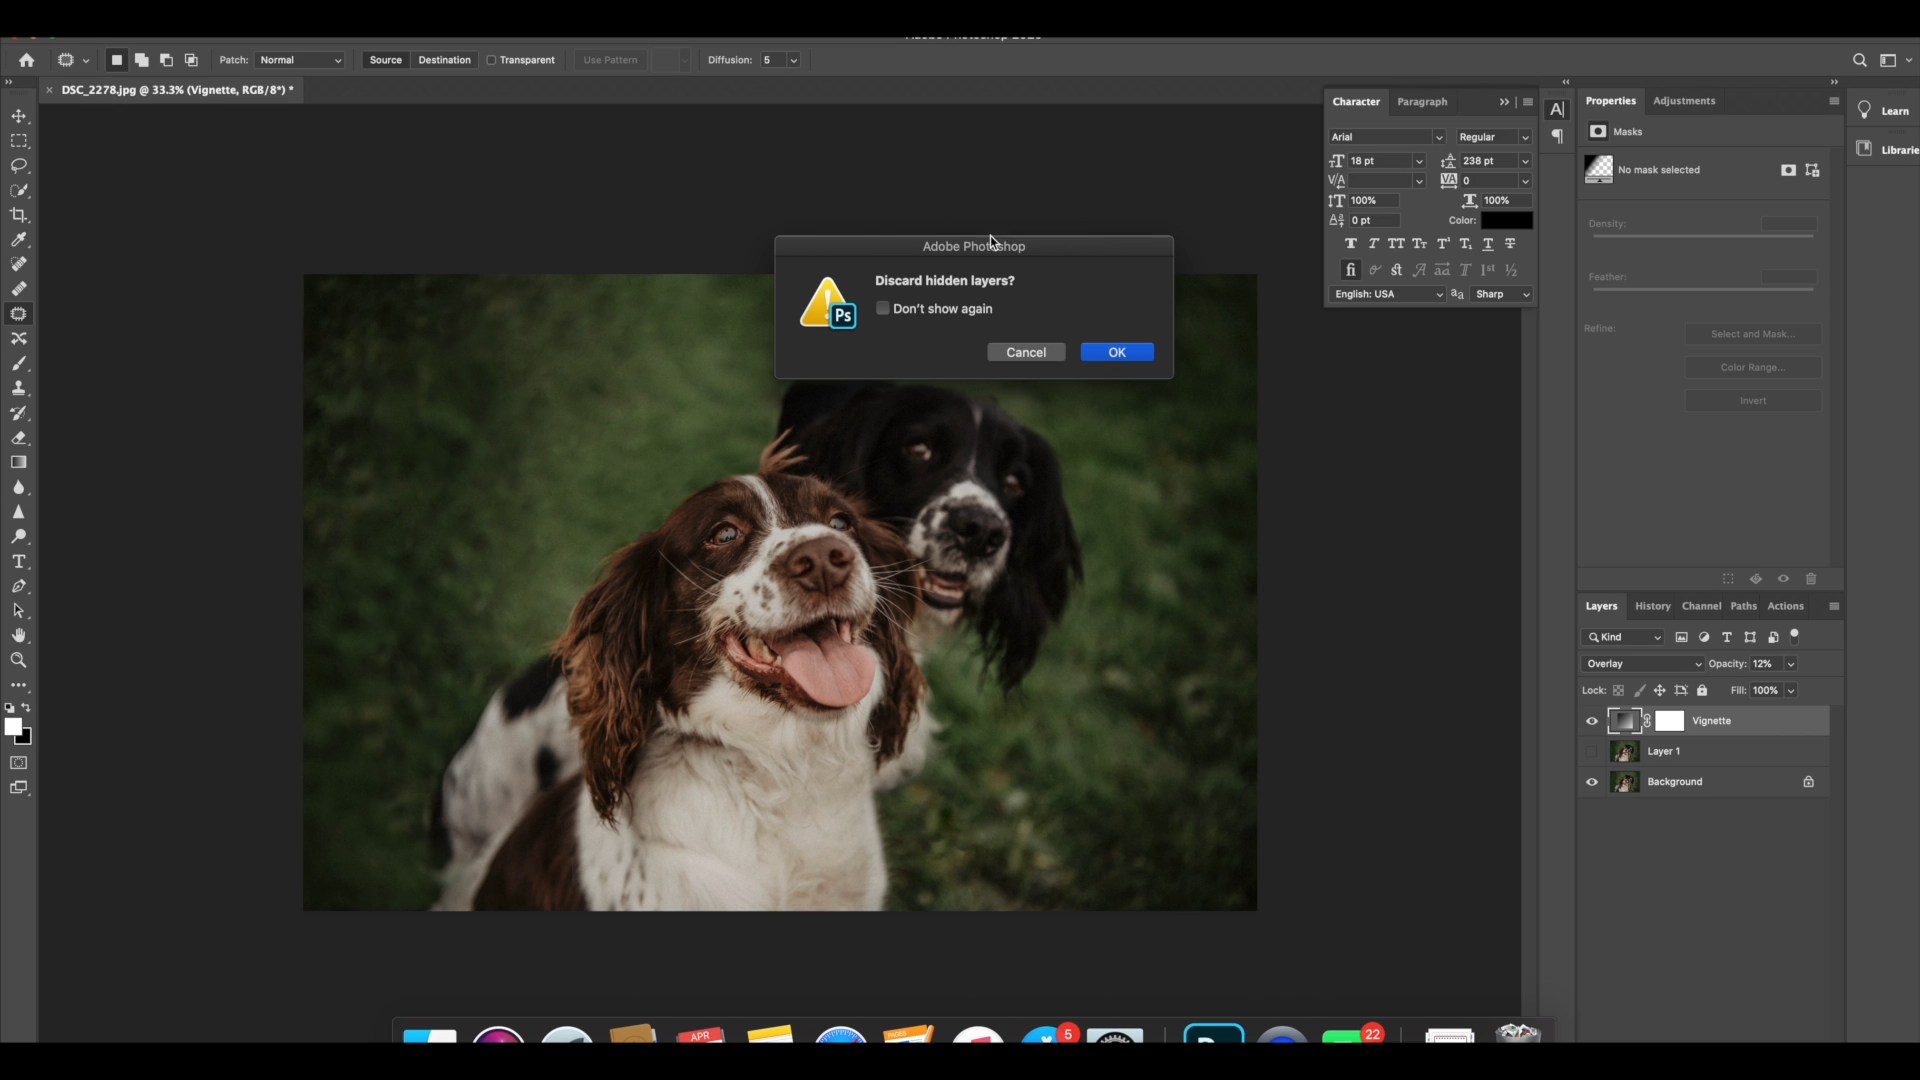 Patch: Normal Source Destination Transparent Use Pattern Diffusion: 5
DSC_2278.jpg @ 33.3% (Vignette, RGB/8*) *
Character Paragraph
Arial Regular
18 pt 238 pt
0
100% 100%
0 pt Color:
English: USA Sharp
Properties Adjustments
Masks
No mask selected
Density:
Feather:
Refine: Select and Mask...
Color Range...
Invert
Learn
Librarie
Adobe Photoshop
Discard hidden layers?
Don't show again
Cancel OK
Ps
Layers History Channel Paths Actions
Kind
Overlay Opacity: 12%
Lock: Fill: 100%
Vignette
Layer 1
Background
APR
PAGES
5
22